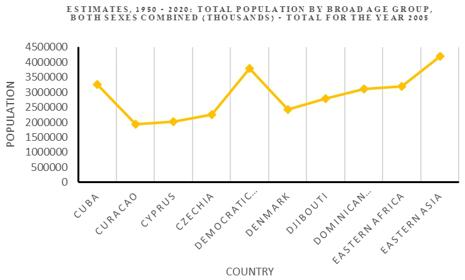 ESTIMATES, 1950 - 2020: TOTAL POPULATION BY BROAD AGE GROUP,
BOTH SEXES COMBINED (THOUSANDS) - TOTAL FOR THE YEAR 2005
4500000
4000000
3500000
3000000
2500000
2000000
1500000
1000000
500000
0
POPULATION
CUBA
CURACAO
CYPRUS
CZECHIA
DEMOCRATIC...
DENMARK
DJIBOUTI
DOMINICAN...
EASTERN AFRICA
EASTERN ASIA
COUNTRY